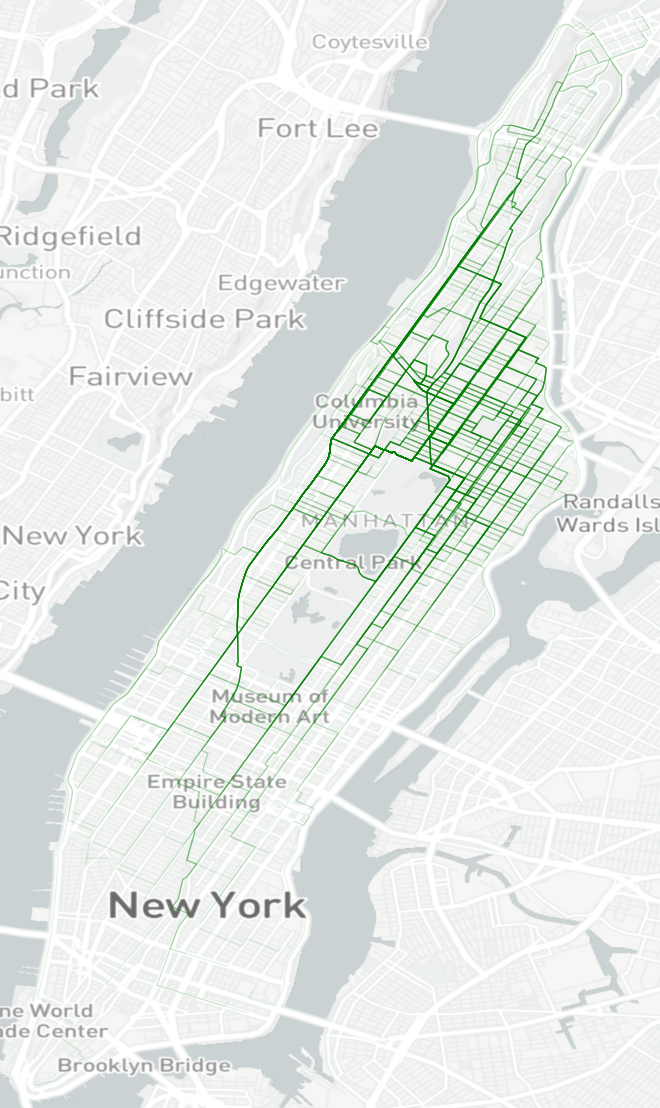 Coytesville
d Park
Fort Lee
Ridgefield
unction
Edgewater
Cliffside Park
Fairview
bitt
Columbia
University
Randalls
Wards Isl
MANHATTAN
New York
Central Park
City
Museum of
Modern Art
Empire State
Building
New York
ne World
ade Center
Brooklyn Bridge